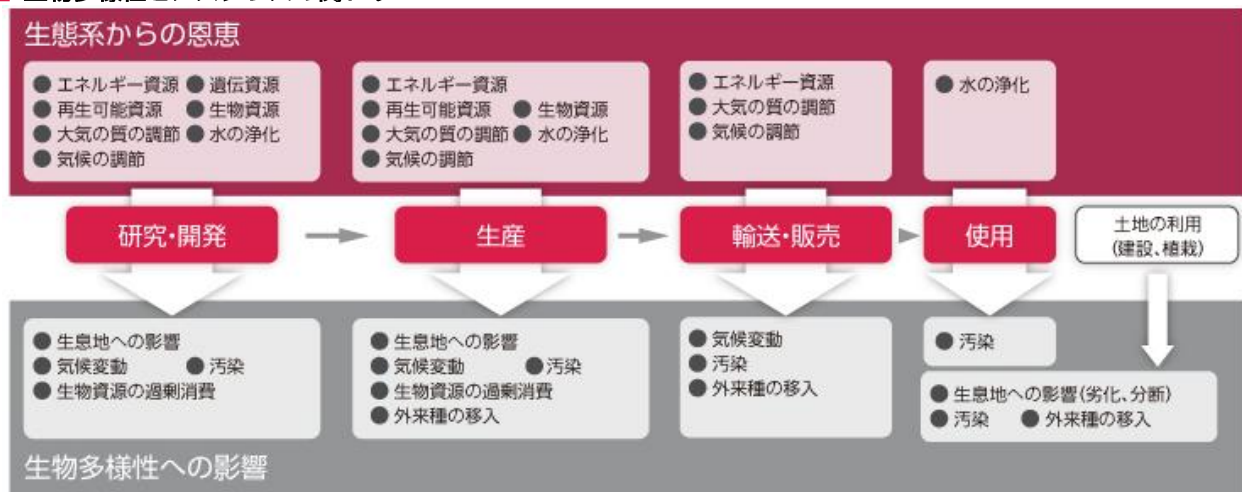 生態系からの恩恵
● エネルギー資源 ● 遺伝資源
● 再生可能資源 ● 生物資源
● 大気の質の調節 ● 水の浄化
● 気候の調節
● エネルギー資源
● 再生可能資源 ● 生物資源
● 大気の質の調節 ● 水の浄化
● 気候の調節
● エネルギー資源
● 大気の質の調節
● 気候の調節
● 水の浄化
研究・開発
生産
輸送・販売
使用
土地の利用
(建設、植栽)
● 生息地への影響
● 気候変動 ● 汚染
● 生物資源の過剰消費
● 生息地への影響
● 気候変動 ● 汚染
● 生物資源の過剰消費
● 外来種の移入
● 気候変動
● 汚染
● 外来種の移入
● 汚染
● 生息地への影響(劣化、分断)
● 汚染 ● 外来種の移入
生物多様性への影響